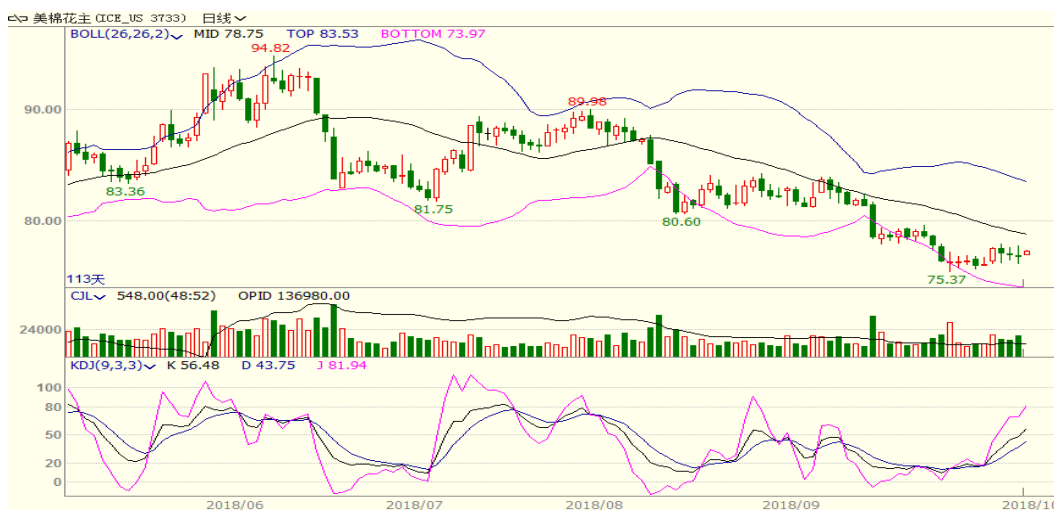 美棉花主 (ICE_US 3733) 日线
BOLL(26,26,2) MID 78.75 TOP 83.53 BOTTOM 73.97
94.82
90.00
89.98
83.36
81.75
80.00
80.60
75.37
113天
CJL 548.00(48:52) OPID 136980.00
24000
KDJ(9,3,3) K 56.48 D 43.75 J 81.94
100
80
50
20
0
2018/06 2018/07 2018/08 2018/09 2018/10